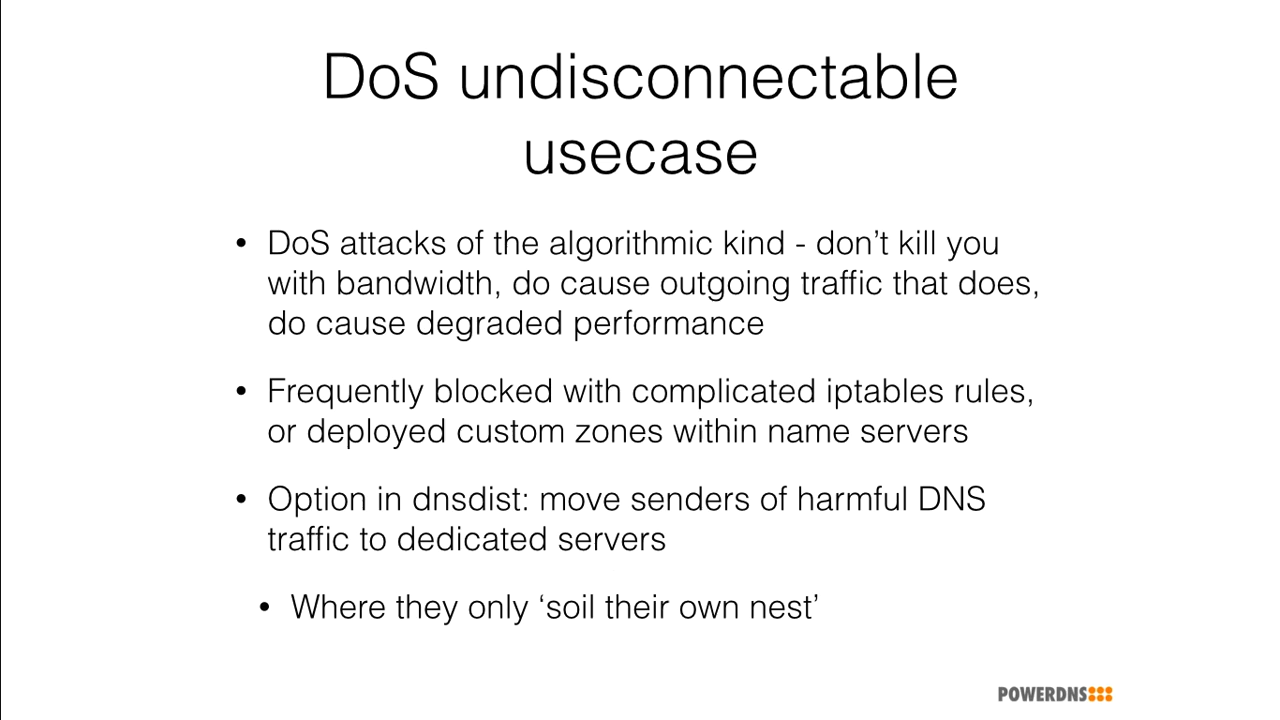 DoS undisconnectable
usecase
• DoS attacks of the algorithmic kind - don’t kill you
with bandwidth, do cause outgoing traffic that does,
do cause degraded performance
• Frequently blocked with complicated iptables rules,
or deployed custom zones within name servers
• Option in dnsdist: move senders of harmful DNS
traffic to dedicated servers
• Where they only ‘soil their own nest’
POWERDNS